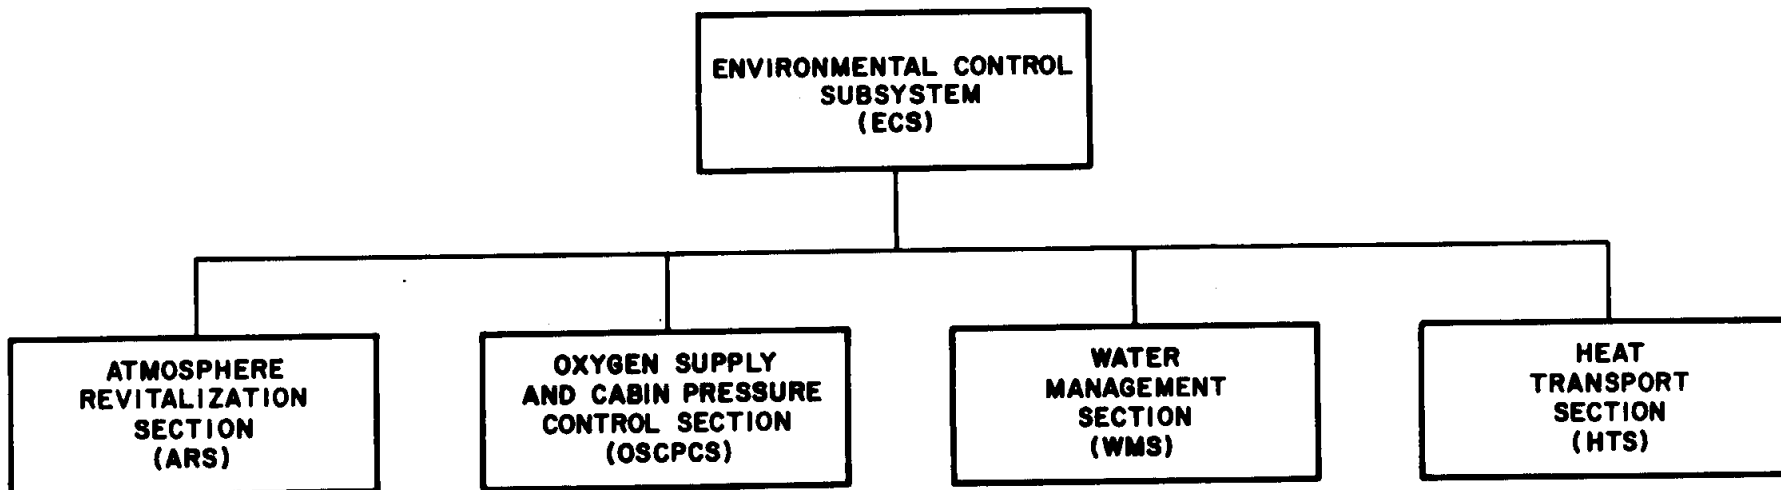 ENVIRONMENTAL CONTROL
SUBSYSTEM
(ECS)
ATMOSPHERE
REVITALIZATION
SECTION
(ARS)
OXYGEN SUPPLY
AND CABIN PRESSURE
CONTROL SECTION
(OSCPCS)
WATER
MANAGEMENT
SECTION
(WMS)
HEAT
TRANSPORT
SECTION
(HTS)